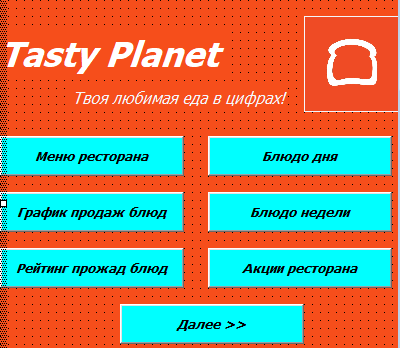 Tasty Planet
Твоя любимая еда в цифрах!
Меню ресторана
Блюдо дня
График продаж блюд
Блюдо недели
Рейтинг прожад блюд
Акции ресторана
Далее >>